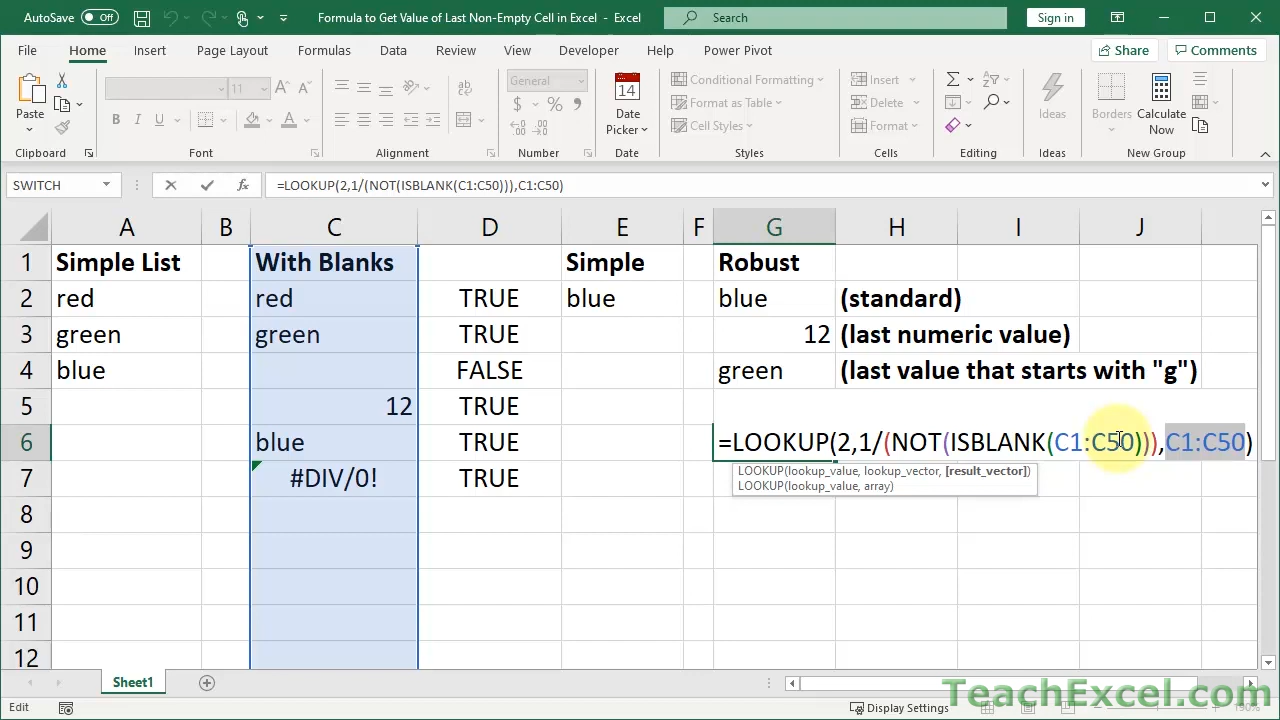 AutoSave Off Formula to Get Value of Last Non-Empty Cell in Excel - Excel Search Sign in
File Home Insert Page Layout Formulas Data Review View Developer Help Power Pivot Share Comments
Paste
11
B I U A
ab
General
$ % 9
14
Date
Picker
Conditional Formatting
Format as Table
Cell Styles
Insert
Delete
Format
Ideas
Borders
Calculate
Now
Clipboard Font Alignment Number Date Styles Cells Editing Ideas New Group
SWITCH fx =LOOKUP(2,1/(NOT(ISBLANK(C1:C50))),C1:C50)
A B C D E F G H I J
1 Simple List With Blanks Simple Robust
2 red red TRUE blue blue (standard)
3 green green TRUE 12 (last numeric value)
4 blue FALSE green (last value that starts with "g")
5 12 TRUE
6 blue TRUE =LOOKUP(2,1/(NOT(ISBLANK(C1:C50))),C1:C50)
LOOKUP(lookup_value, lookup_vector, [result_vector])
LOOKUP(lookup_value, array)
7 #DIV/0! TRUE
8
9
10
11
12
Sheet1
Edit Display Settings 190%
TeachExcel.com